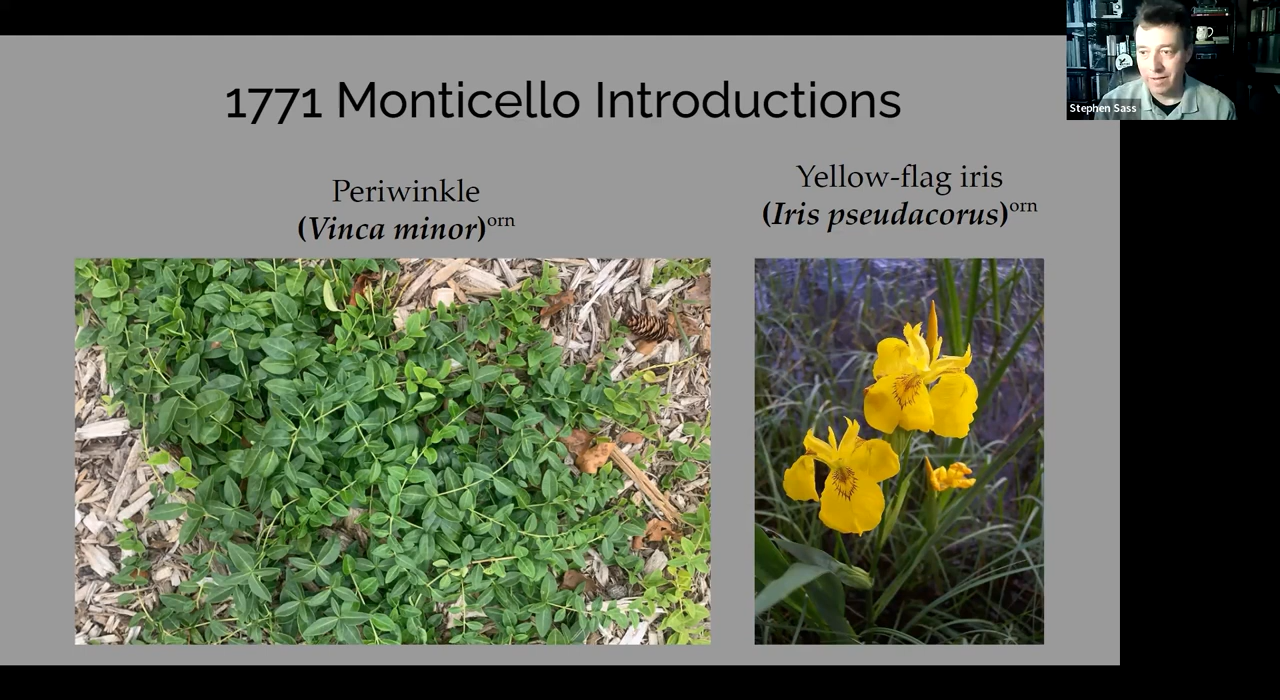 1771 Monticello Introductions
Stephen Sass
Periwinkle
(Vinca minor)orn
Yellow-flag iris
(Iris pseudacorus)orn